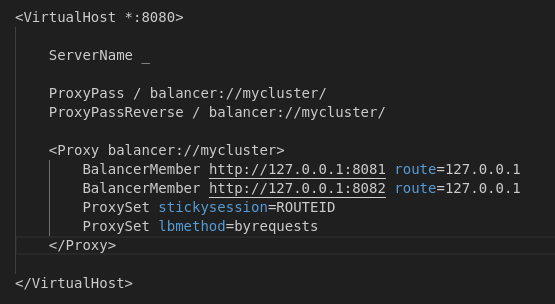 <VirtualHost *:8080>
ServerName _
ProxyPass / balancer://mycluster/
ProxyPassReverse / balancer://mycluster/
<Proxy balancer://mycluster>
BalancerMember http://127.0.0.1:8081 route=127.0.0.1
BalancerMember http://127.0.0.1:8082 route=127.0.0.1
ProxySet stickysession=ROUTEID
ProxySet lbmethod=byrequests
</Proxy>
</VirtualHost>